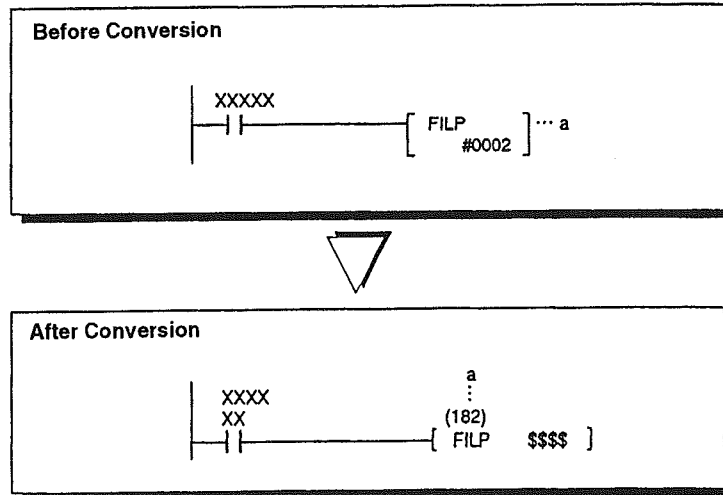 Before Conversion
XXXXX
FILP ··· a
#0002
After Conversion
a
⋮
XXXX
XX (182)
FILP $$$$